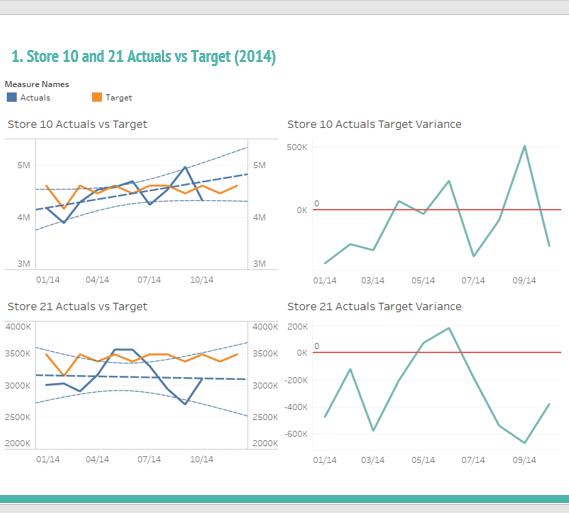 1. Store 10 and 21 Actuals vs Target (2014)
Measure Names
Actuals
Target
Store 10 Actuals vs Target
5M
4M
3M
5M
4M
3M
01/14 04/14 07/14 10/14
Store 10 Actuals Target Variance
500K
0
0K
01/14 03/14 05/14 07/14 09/14
Store 21 Actuals vs Target
4000K
3500K
3000K
2500K
2000K
4000K
3500K
3000K
2500K
2000K
01/14 04/14 07/14 10/14
Store 21 Actuals Target Variance
200K
0
0K
-200K
-400K
-600K
01/14 03/14 05/14 07/14 09/14